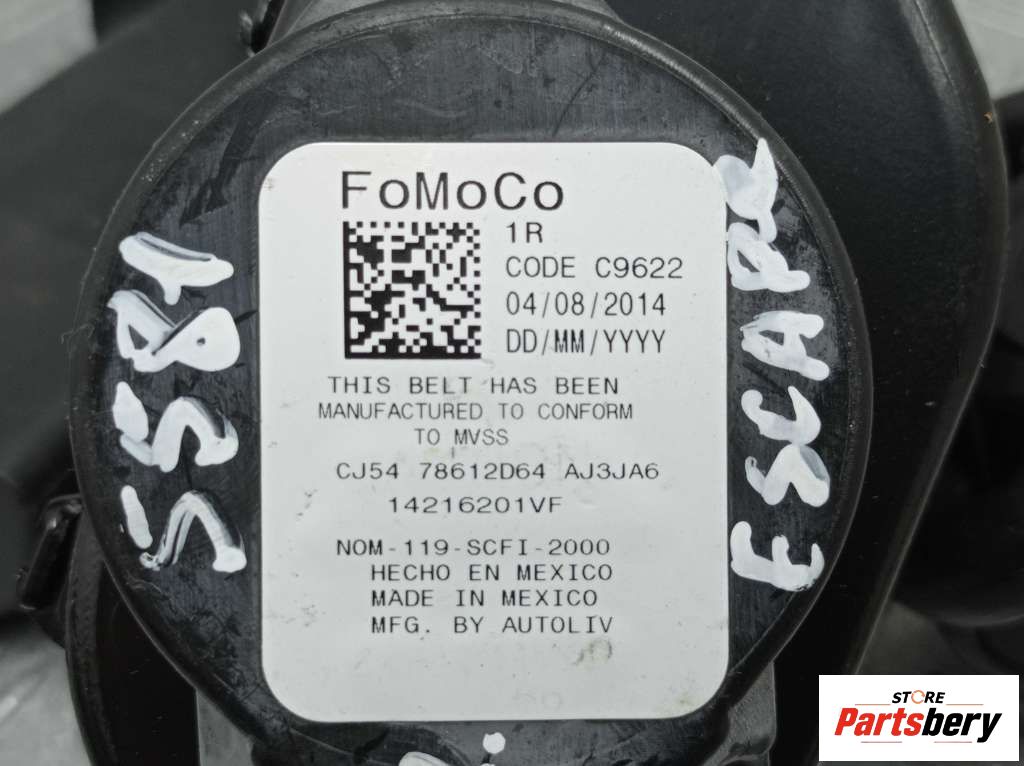 FoMoCo
1R
CODE C9622
04/08/2014
DD/MM/YYYY
THIS BELT HAS BEEN
MANUFACTURED TO CONFORM
TO MVSS
CJ54 78612D64 AJ3JA6
14216201VF
NOM-119-SCFI-2000
HECHO EN MEXICO
MADE IN MEXICO
MFG. BY AUTOLIV
5581
ESCAPE
STORE
Partsbery